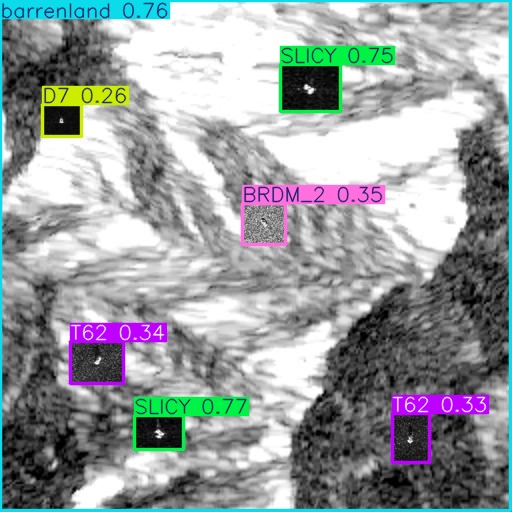 barrenland 0.76
SLICY 0.75
D7 0.26
BRDM_2 0.35
T62 0.34
SLICY 0.77
T62 0.33